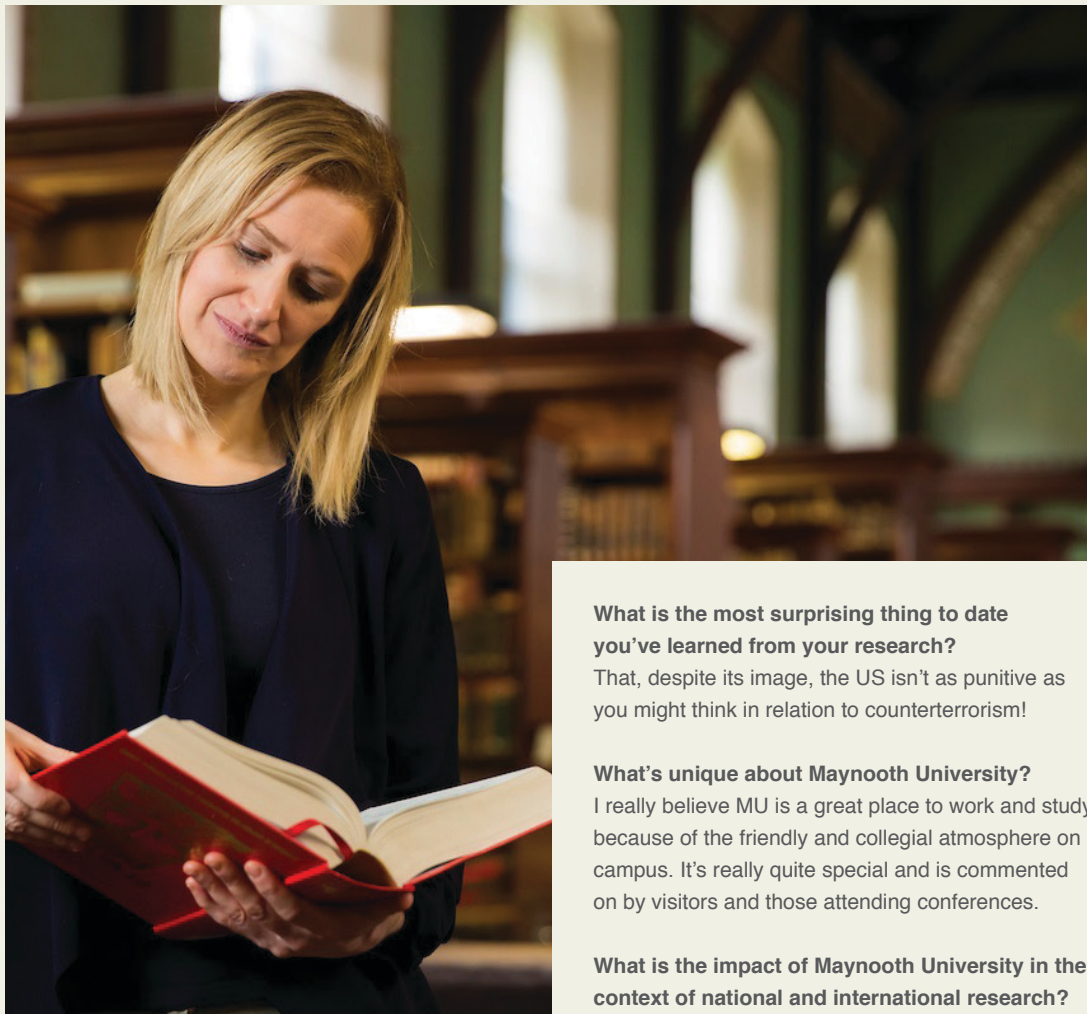 What is the most surprising thing to date
you’ve learned from your research?
That, despite its image, the US isn’t as punitive as
you might think in relation to counterterrorism!
What’s unique about Maynooth University?
I really believe MU is a great place to work and study
because of the friendly and collegial atmosphere on
campus. It’s really quite special and is commented
on by visitors and those attending conferences.
What is the impact of Maynooth University in the
context of national and international research?